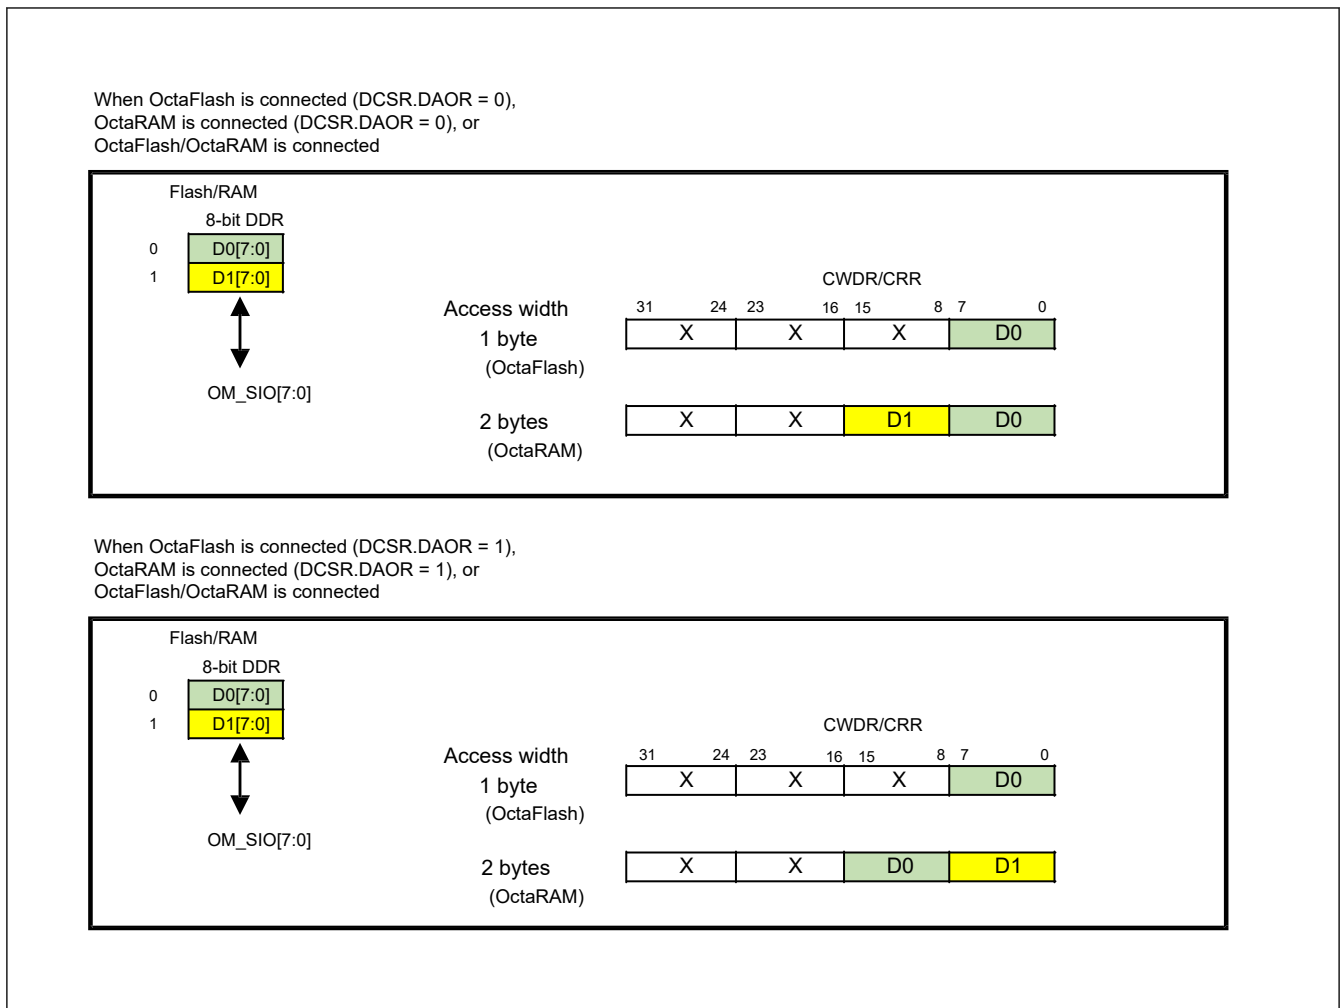 When OctaFlash is connected (DCSR.DAOR = 0),
OctaRAM is connected (DCSR.DAOR = 0), or
OctaFlash/OctaRAM is connected
Flash/RAM
8-bit DDR
0 D0[7:0]
1 D1[7:0]
OM_SIO[7:0]
CWDR/CRR
Access width 31 24 23 16 15 8 7 0
1 byte X X X D0
(OctaFlash)
2 bytes X X D1 D0
(OctaRAM)
When OctaFlash is connected (DCSR.DAOR = 1),
OctaRAM is connected (DCSR.DAOR = 1), or
OctaFlash/OctaRAM is connected
Flash/RAM
8-bit DDR
0 D0[7:0]
1 D1[7:0]
OM_SIO[7:0]
CWDR/CRR
Access width 31 24 23 16 15 8 7 0
1 byte X X X D0
(OctaFlash)
2 bytes X X D0 D1
(OctaRAM)